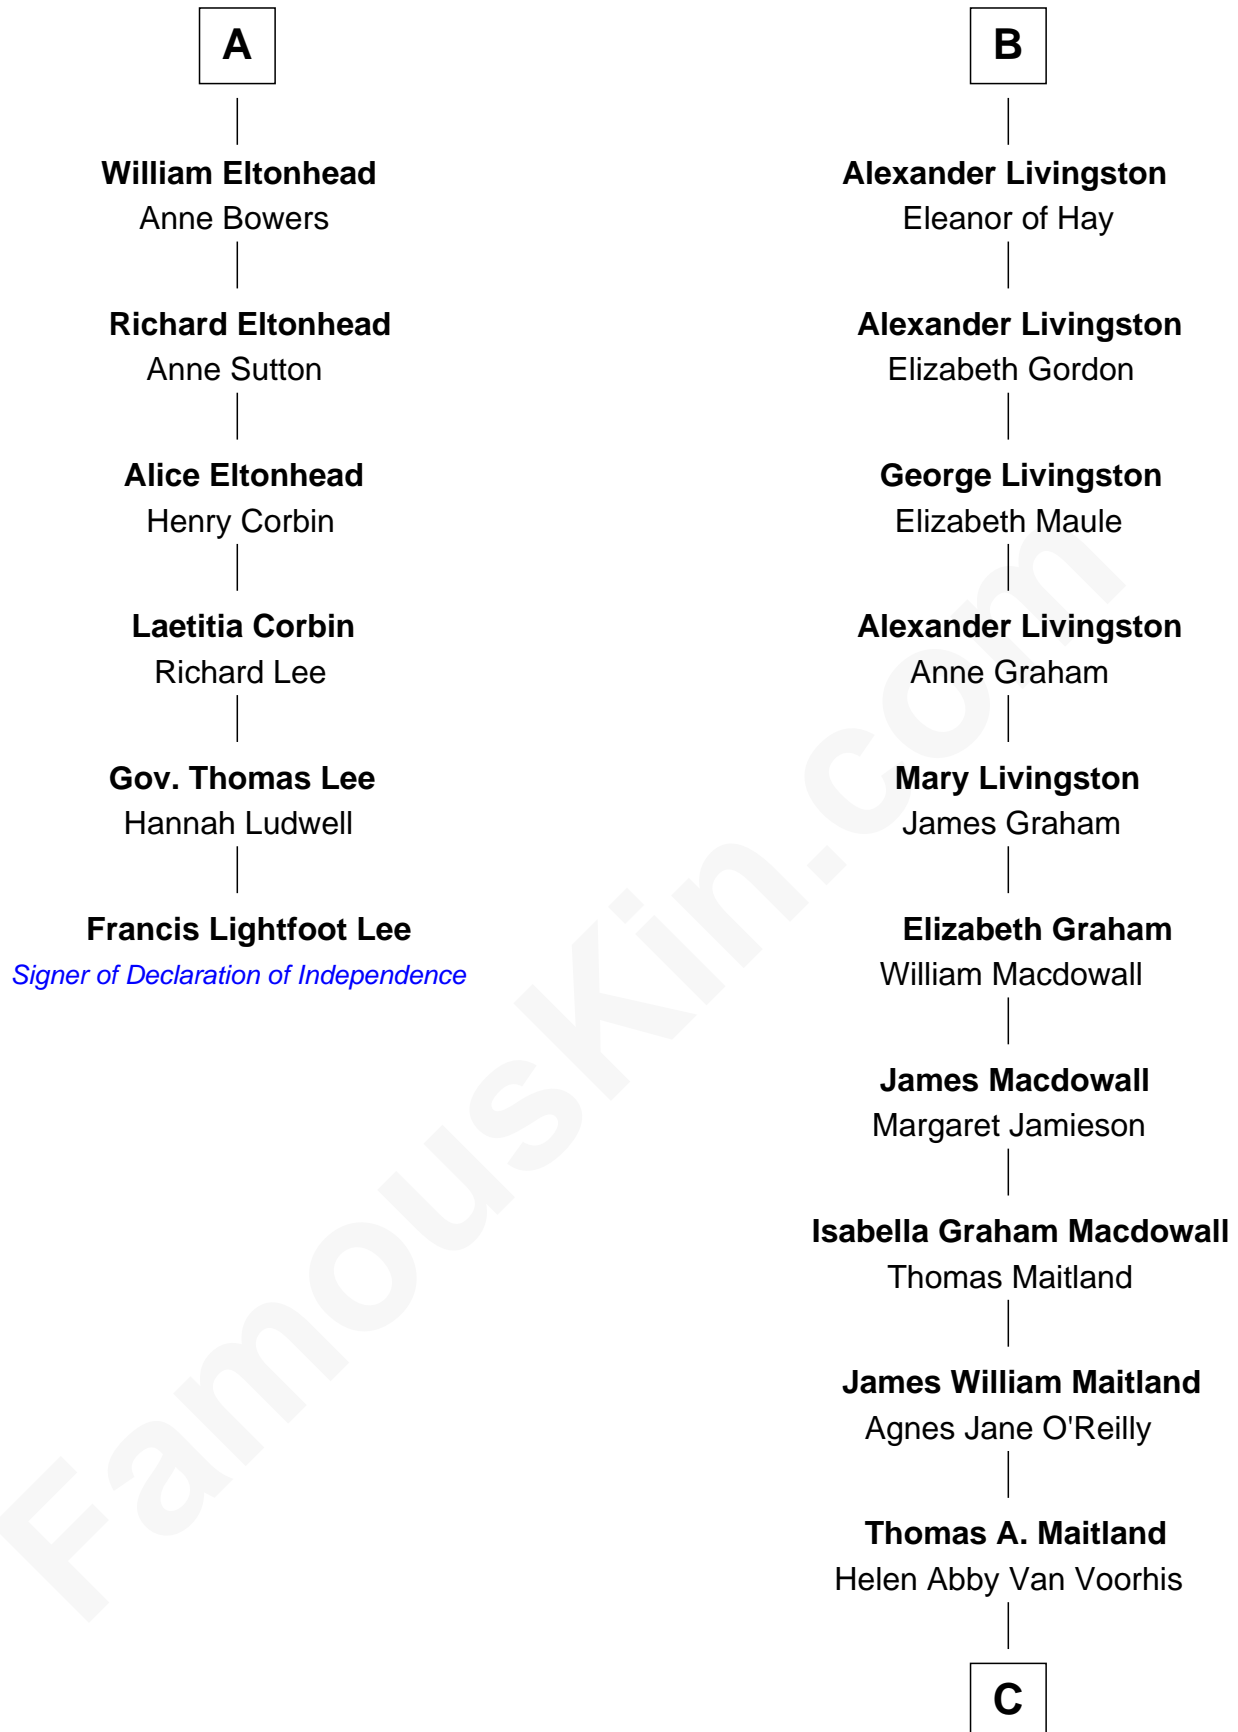 A
William Eltonhead
Anne Bowers
Richard Eltonhead
Anne Sutton
Alice Eltonhead
Henry Corbin
Laetitia Corbin
Richard Lee
Gov. Thomas Lee
Hannah Ludwell
Francis Lightfoot Lee
Signer of Declaration of Independence
B
Alexander Livingston
Eleanor of Hay
Alexander Livingston
Elizabeth Gordon
George Livingston
Elizabeth Maule
Alexander Livingston
Anne Graham
Mary Livingston
James Graham
Elizabeth Graham
William Macdowall
James Macdowall
Margaret Jamieson
Isabella Graham Macdowall
Thomas Maitland
James William Maitland
Agnes Jane O'Reilly
Thomas A. Maitland
Helen Abby Van Voorhis
C
FamousKin.com